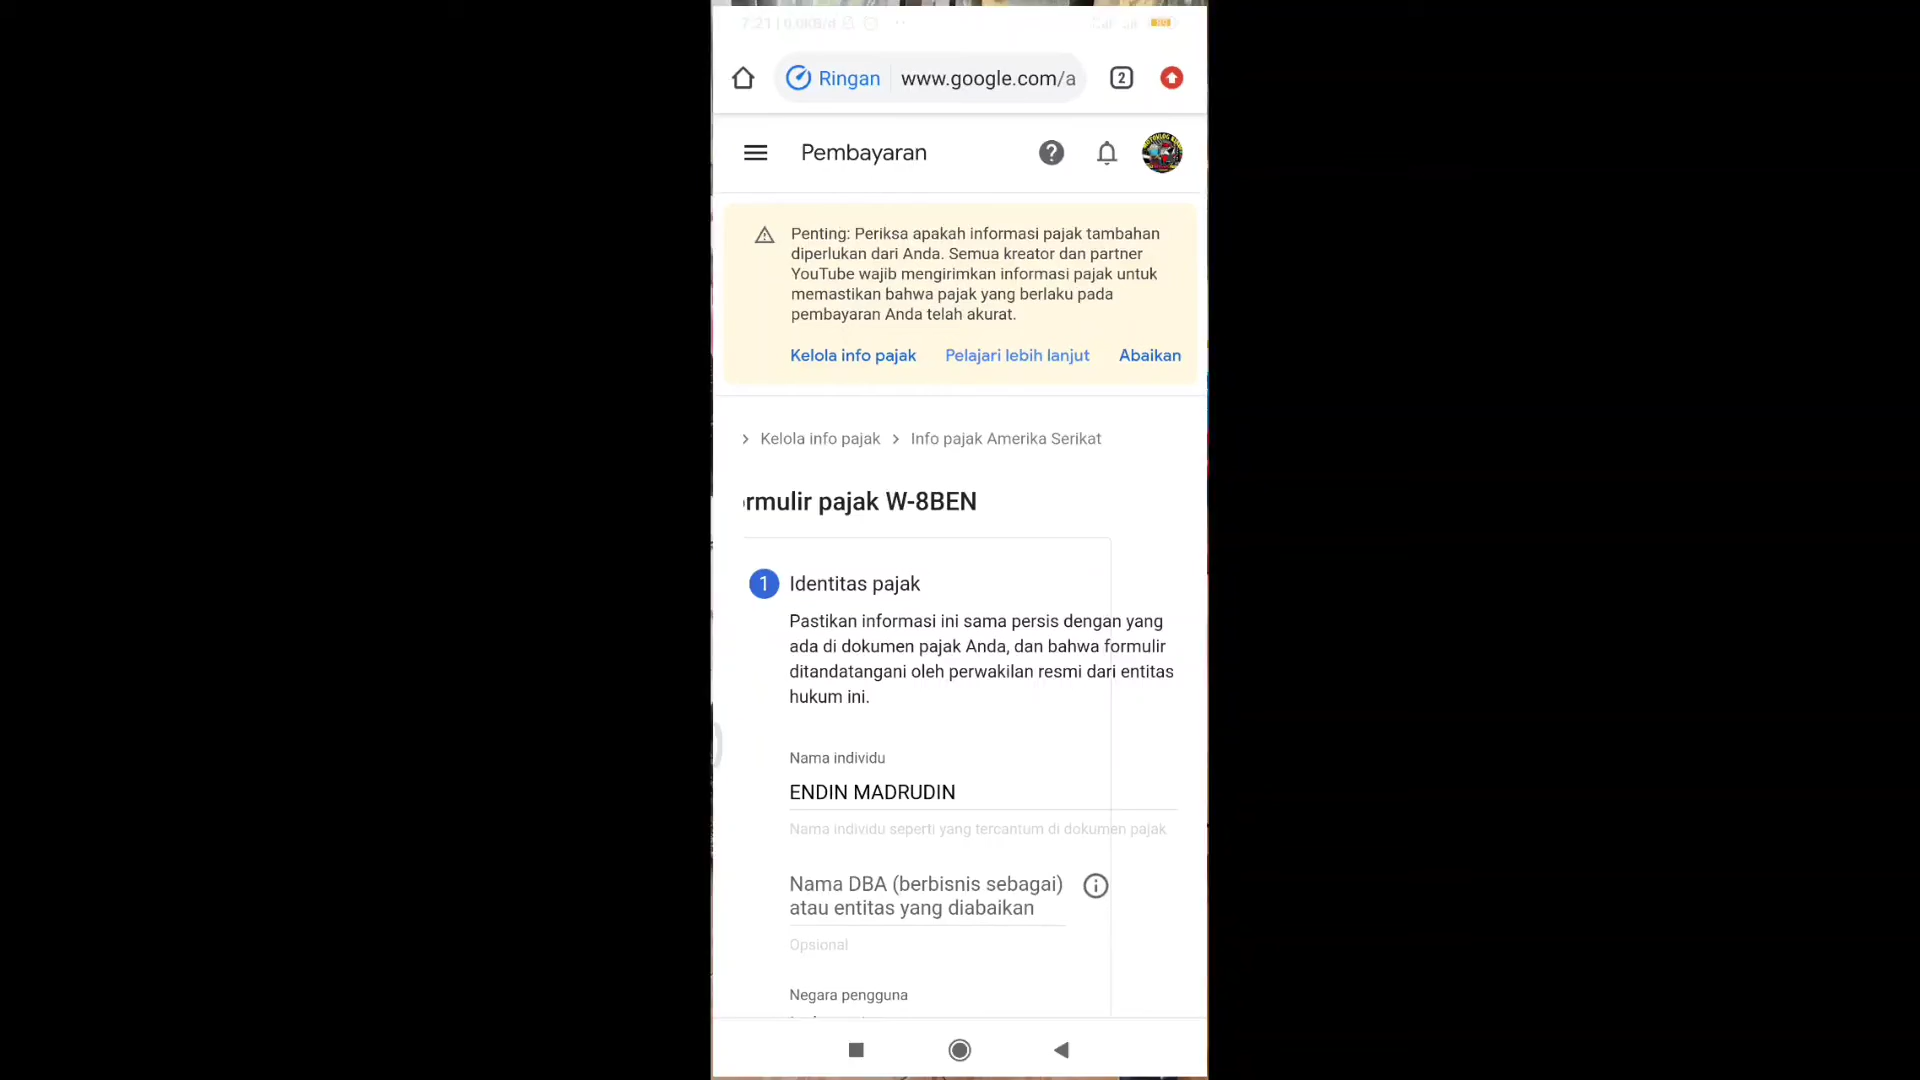 7:21 | 0,0KB/d
Ringan
www.google.com/a
2
Pembayaran
Penting: Periksa apakah informasi pajak tambahan
diperlukan dari Anda. Semua kreator dan partner
YouTube wajib mengirimkan informasi pajak untuk
memastikan bahwa pajak yang berlaku pada
pembayaran Anda telah akurat.
Kelola info pajak Pelajari lebih lanjut Abaikan
Kelola info pajak > Info pajak Amerika Serikat
rmulir pajak W-8BEN
1 Identitas pajak
Pastikan informasi ini sama persis dengan yang
ada di dokumen pajak Anda, dan bahwa formulir
ditandatangani oleh perwakilan resmi dari entitas
hukum ini.
Nama individu
ENDIN MADRUDIN
Nama individu seperti yang tercantum di dokumen pajak
Nama DBA (berbisnis sebagai)
atau entitas yang diabaikan
Opsional
Negara pengguna